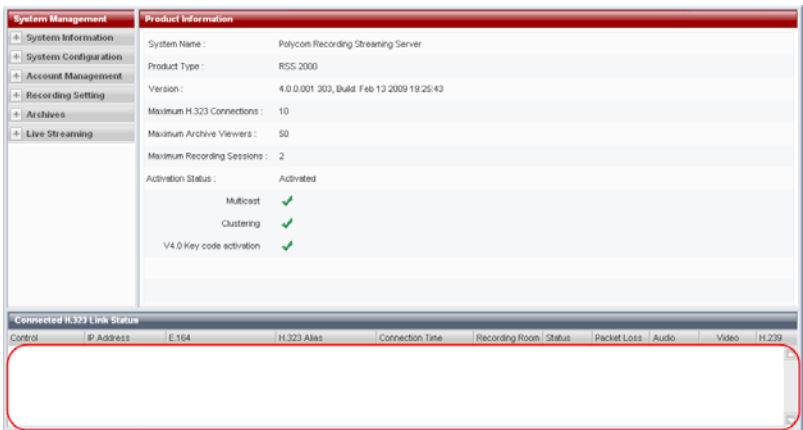 System Management
System Information
System Configuration
Account Management
Recording Setting
Archives
Live Streaming
Product Information
System Name : Polycom Recording Streaming Server
Product Type : RSS 2000
Version : 4.0.0.001 303, Build: Feb 13 2009 19:25:43
Maximum H.323 Connections : 10
Maximum Archive Viewers : 50
Maximum Recording Sessions : 2
Activation Status : Activated
Multicast
Clustering
V4.0 Key code activation
Connected H.323 Link Status
Control IP Address E.164 H.323 Alias Connection Time Recording Room Status Packet Loss Audio Video H.239